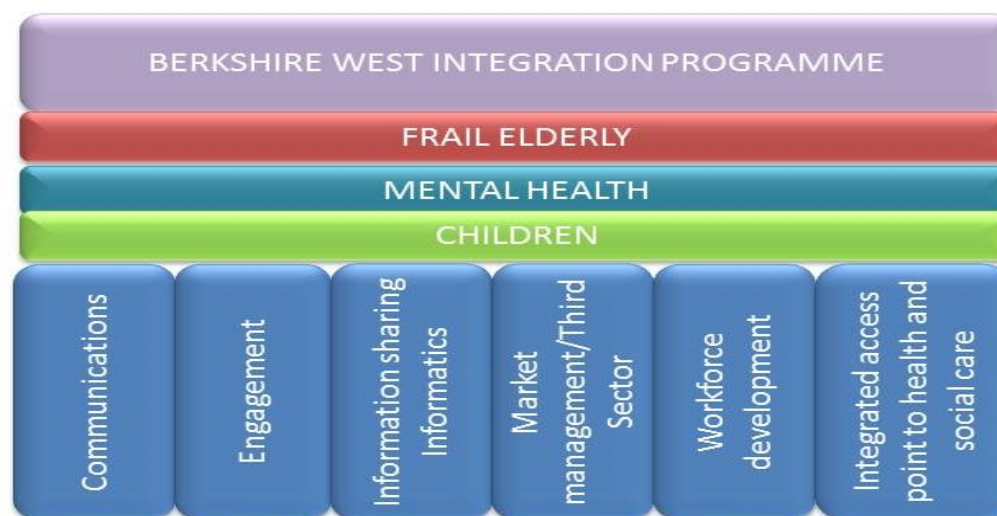 BERKSHIRE WEST INTEGRATION PROGRAMME
FRAIL ELDERLY
MENTAL HEALTH
CHILDREN
Communications
Engagement
Information sharing
Informatics
Market
management/Third
Sector
Workforce
development
Integrated access
point to health and
social care